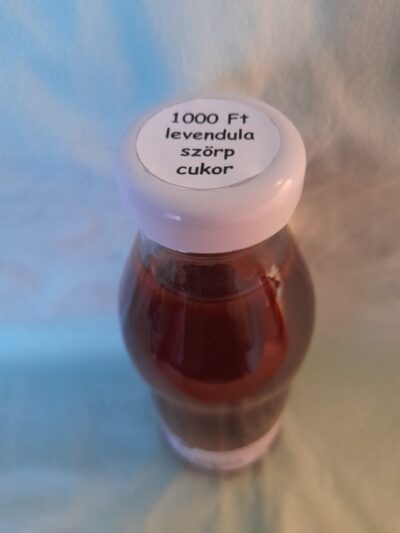 1000 Ft
levendula
szörp
cukor